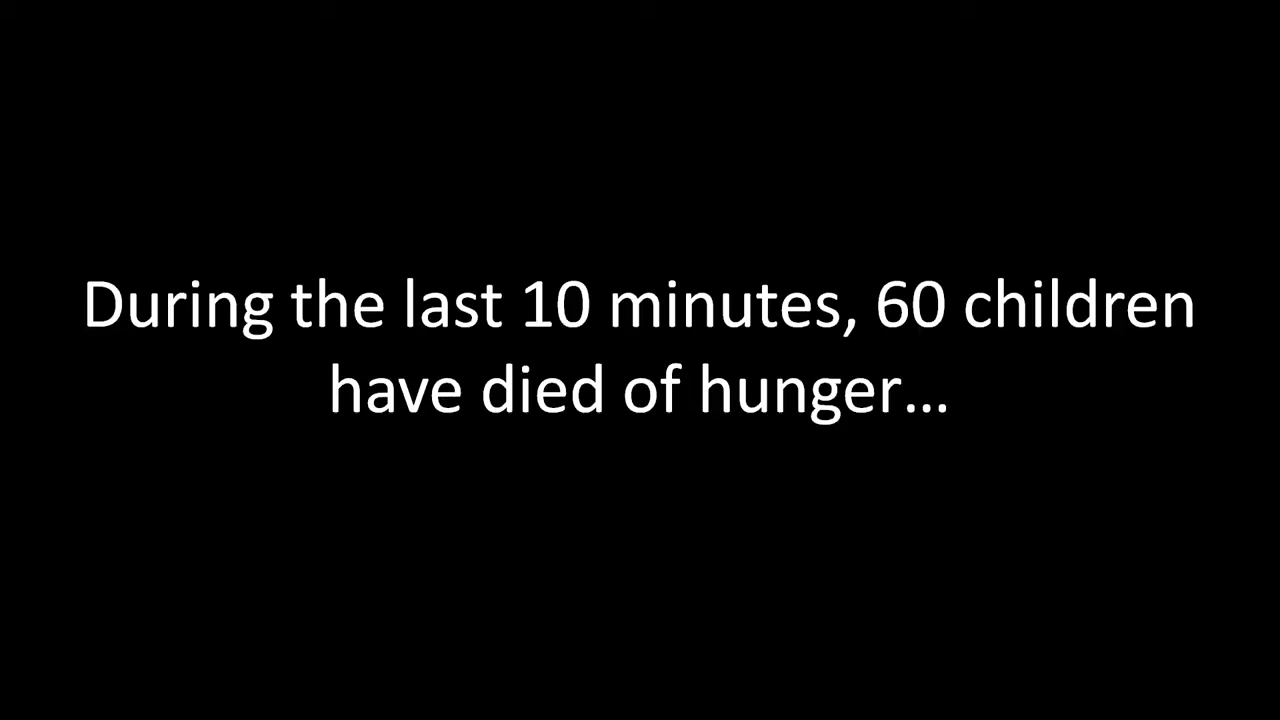 During the last 10 minutes, 60 children
have died of hunger…